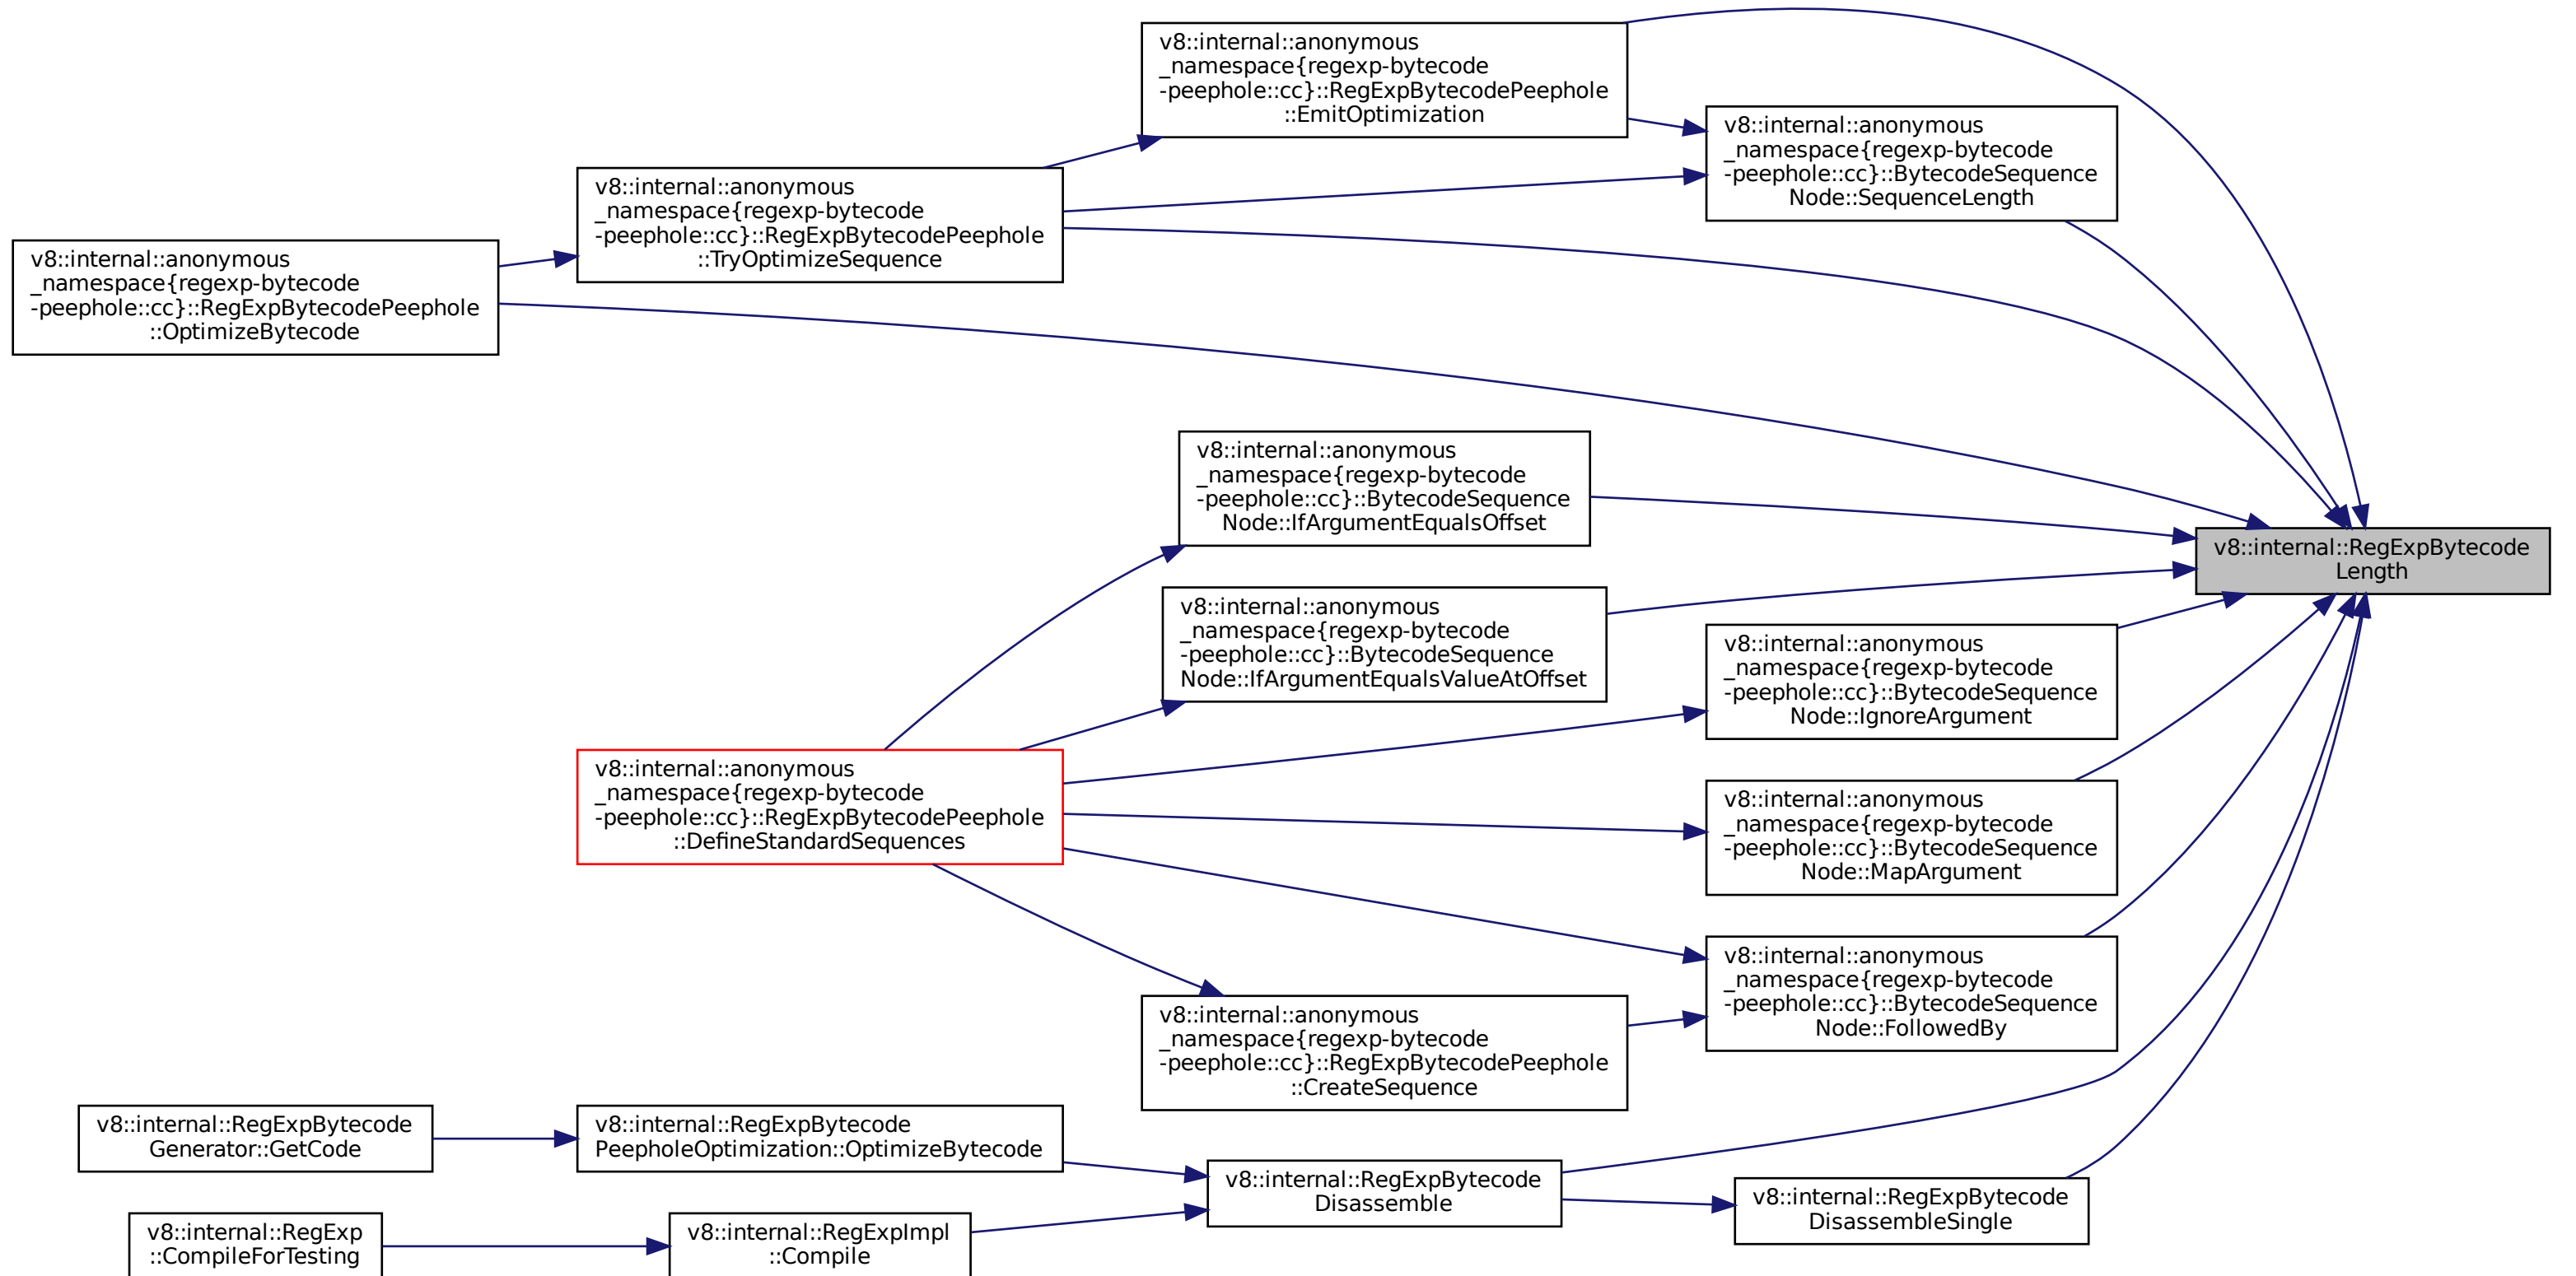 v8::internal::anonymous
_namespace{regexp-bytecode
-peephole::cc}::RegExpBytecodePeephole
::EmitOptimization
v8::internal::anonymous
_namespace{regexp-bytecode
-peephole::cc}::BytecodeSequence
Node::SequenceLength
v8::internal::anonymous
_namespace{regexp-bytecode
-peephole::cc}::RegExpBytecodePeephole
::TryOptimizeSequence
v8::internal::anonymous
_namespace{regexp-bytecode
-peephole::cc}::RegExpBytecodePeephole
::OptimizeBytecode
v8::internal::anonymous
_namespace{regexp-bytecode
-peephole::cc}::BytecodeSequence
Node::IfArgumentEqualsOffset
v8::internal::RegExpBytecode
Length
v8::internal::anonymous
_namespace{regexp-bytecode
-peephole::cc}::BytecodeSequence
Node::IfArgumentEqualsValueAtOffset
v8::internal::anonymous
_namespace{regexp-bytecode
-peephole::cc}::BytecodeSequence
Node::IgnoreArgument
v8::internal::anonymous
_namespace{regexp-bytecode
-peephole::cc}::RegExpBytecodePeephole
::DefineStandardSequences
v8::internal::anonymous
_namespace{regexp-bytecode
-peephole::cc}::BytecodeSequence
Node::MapArgument
v8::internal::anonymous
_namespace{regexp-bytecode
-peephole::cc}::BytecodeSequence
Node::FollowedBy
v8::internal::anonymous
_namespace{regexp-bytecode
-peephole::cc}::RegExpBytecodePeephole
::CreateSequence
v8::internal::RegExpBytecode
Generator::GetCode
v8::internal::RegExpBytecode
PeepholeOptimization::OptimizeBytecode
v8::internal::RegExpBytecode
Disassemble
v8::internal::RegExpBytecode
DisassembleSingle
v8::internal::RegExp
::CompileForTesting
v8::internal::RegExpImpl
::Compile